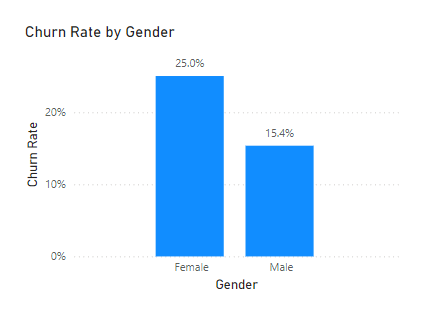 Churn Rate by Gender
25.0%
15.4%
20%
10%
0%
Churn Rate
Female
Male
Gender